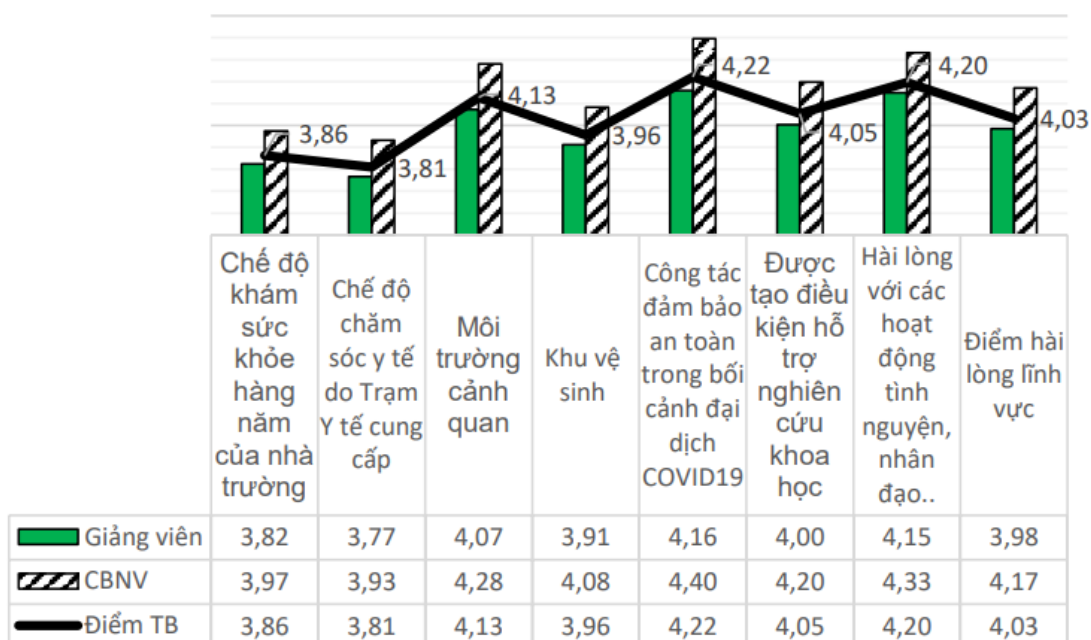 3,86
3,81
4,13
3,96
4,22
4,05
4,20
4,03
Chế độ
khám
sức
khỏe
hàng
năm
của nhà
trường
Chế độ
chăm
sóc y tế
do Trạm
Y tế cung
cấp
Môi
trường
cảnh
quan
Khu vệ
sinh
Công tác
đảm bảo
an toàn
trong bối
cảnh đại
dịch
COVID19
Được
tạo điều
kiện hỗ
trợ
nghiên
cứu
khoa
học
Hài lòng
với các
hoạt
động
tình
nguyện,
nhân
đạo..
Điểm hài
lòng lĩnh
vực
Giảng viên 3,82 3,77 4,07 3,91 4,16 4,00 4,15 3,98
CBNV 3,97 3,93 4,28 4,08 4,40 4,20 4,33 4,17
Điểm TB 3,86 3,81 4,13 3,96 4,22 4,05 4,20 4,03